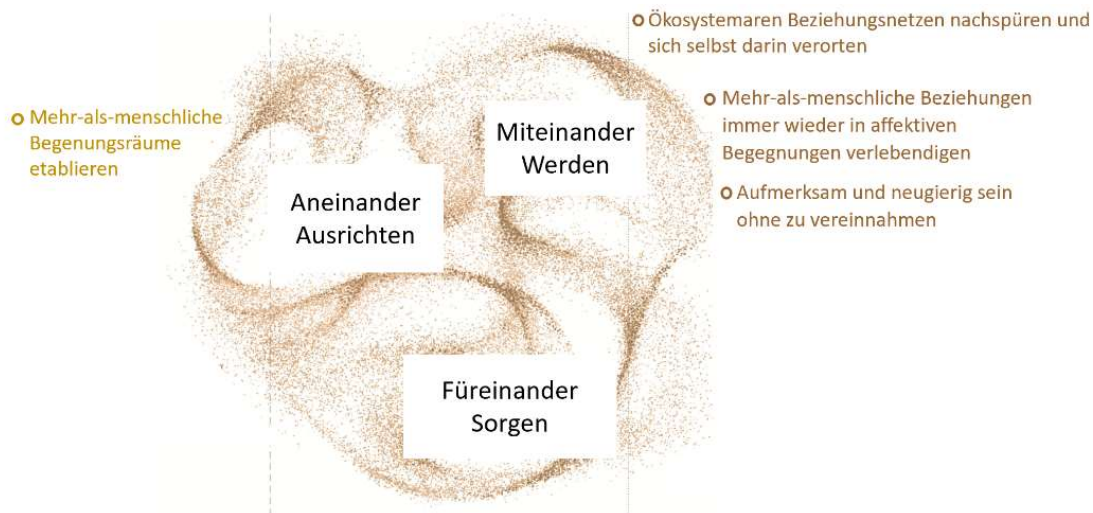 Ökosystemaren Beziehungsnetzen nachspüren und
sich selbst darin verorten
Mehr-als-menschliche
Begenungsräume
etablieren
Mehr-als-menschliche Beziehungen
immer wieder in affektiven
Begegnungen verlebendigen
Aufmerksam und neugierig sein
ohne zu vereinnahmen
Miteinander
Werden
Aneinander
Ausrichten
Füreinander
Sorgen